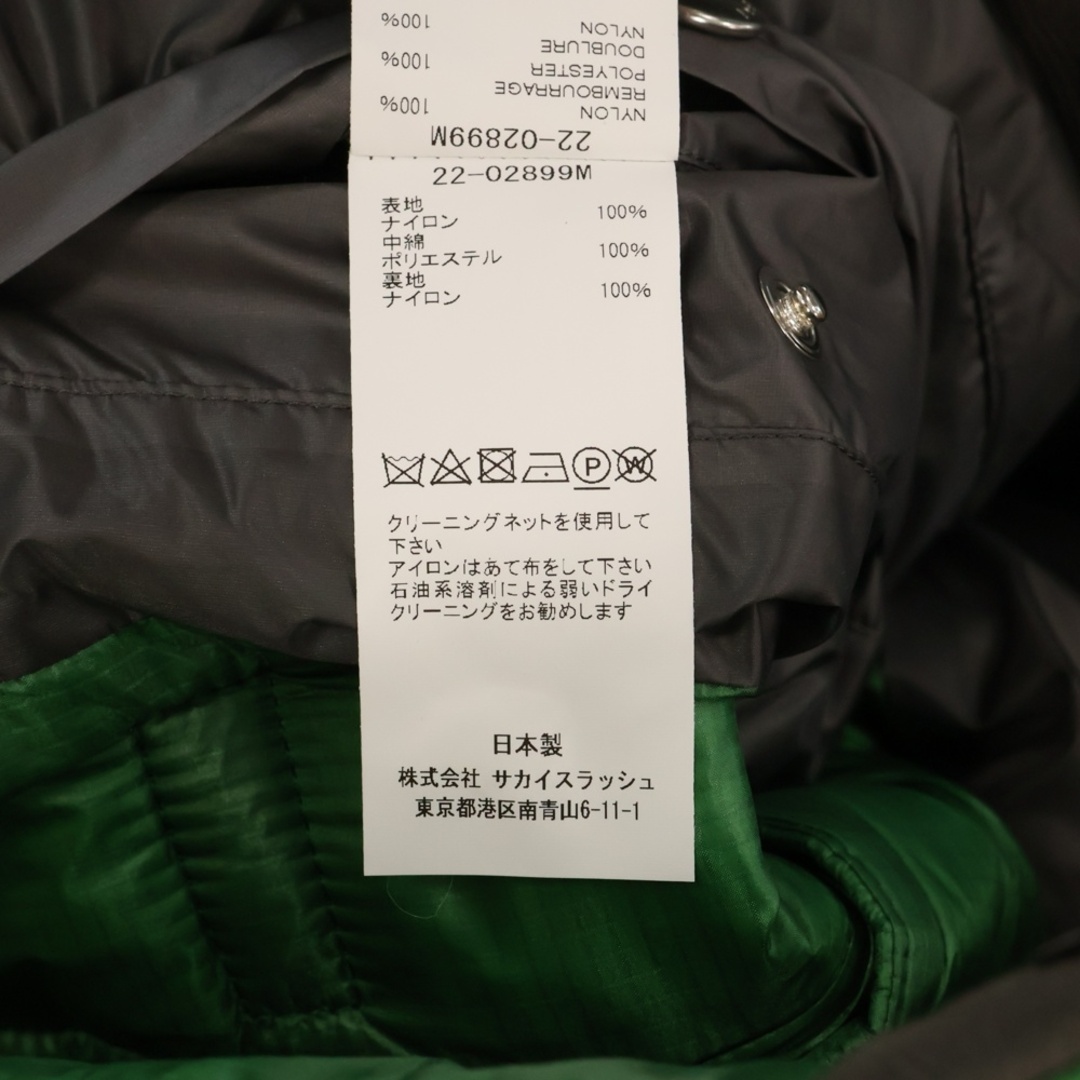 NYLON 100%
DOUBLURE
POLYESTER 100%
REMBOURRAGE
NYLON 100%
22-02899M
22-02899M
表地
ナイロン 100%
中綿
ポリエステル 100%
裏地
ナイロン 100%
P W
クリーニングネットを使用して
下さい
アイロンはあて布をして下さい
石油系溶剤による弱いドライ
クリーニングをお勧めします
日本製
株式会社 サカイスラッシュ
東京都港区南青山6-11-1